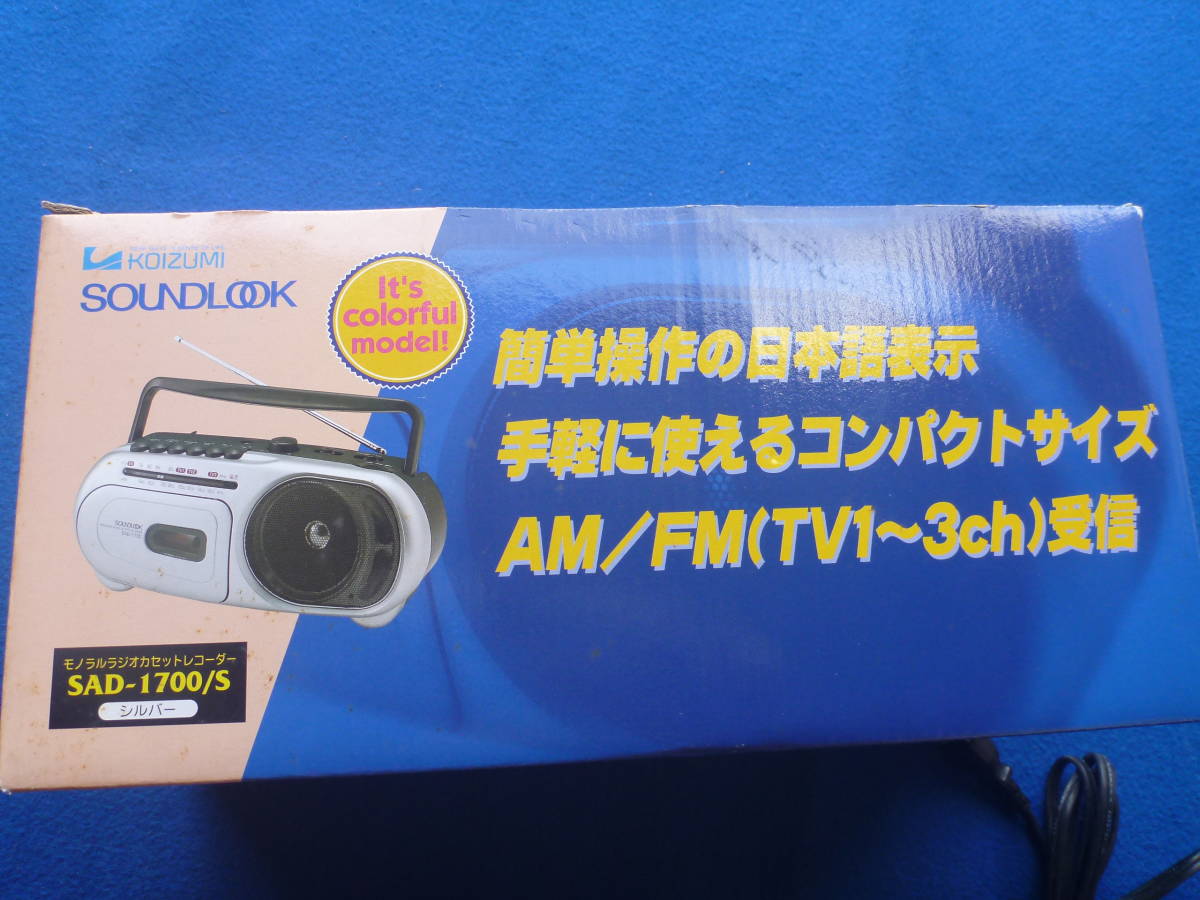 KOIZUMI
SOUNDLOOK
It's
colorful
model!
簡単操作の日本語表示
手軽に使えるコンパクトサイズ
AM/FM(TV1〜3ch)受信
SOUNDLOOK
モノラルラジオカセットレコーダー
SAD-1700/S
シルバー